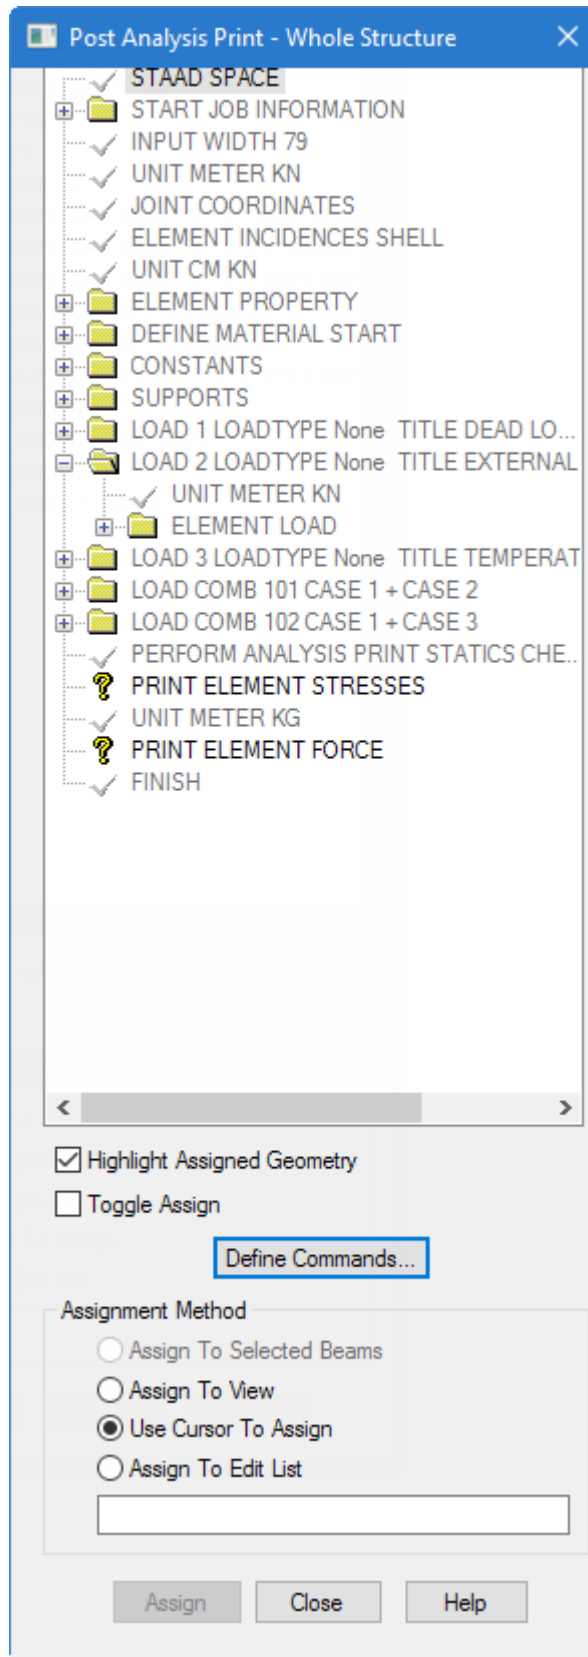 Post Analysis Print - Whole Structure
STAAD SPACE
START JOB INFORMATION
INPUT WIDTH 79
UNIT METER KN
JOINT COORDINATES
ELEMENT INCIDENCES SHELL
UNIT CM KN
ELEMENT PROPERTY
DEFINE MATERIAL START
CONSTANTS
SUPPORTS
LOAD 1 LOADTYPE None  TITLE DEAD LO...
LOAD 2 LOADTYPE None  TITLE EXTERNAL
UNIT METER KN
ELEMENT LOAD
LOAD 3 LOADTYPE None  TITLE TEMPERAT
LOAD COMB 101 CASE 1 + CASE 2
LOAD COMB 102 CASE 1 + CASE 3
PERFORM ANALYSIS PRINT STATICS CHE...
PRINT ELEMENT STRESSES
UNIT METER KG
PRINT ELEMENT FORCE
FINISH
Highlight Assigned Geometry
Toggle Assign
Define Commands...
Assignment Method
Assign To Selected Beams
Assign To View
Use Cursor To Assign
Assign To Edit List
Assign Close Help